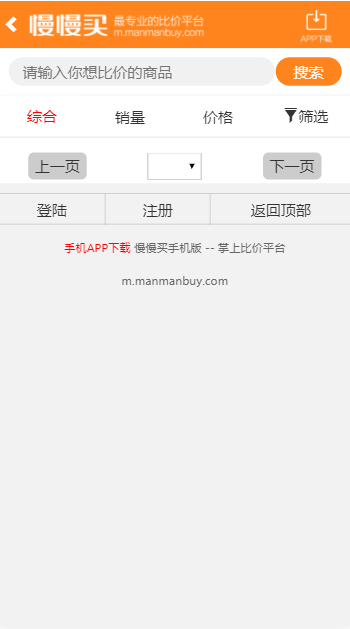 慢慢买 最专业的比价平台
m.manmanbuy.com
APP下载
请输入你想比价的商品 搜索
综合 销量 价格 筛选
上一页 下一页
登陆 注册 返回顶部
手机APP下载 慢慢买手机版 -- 掌上比价平台
m.manmanbuy.com